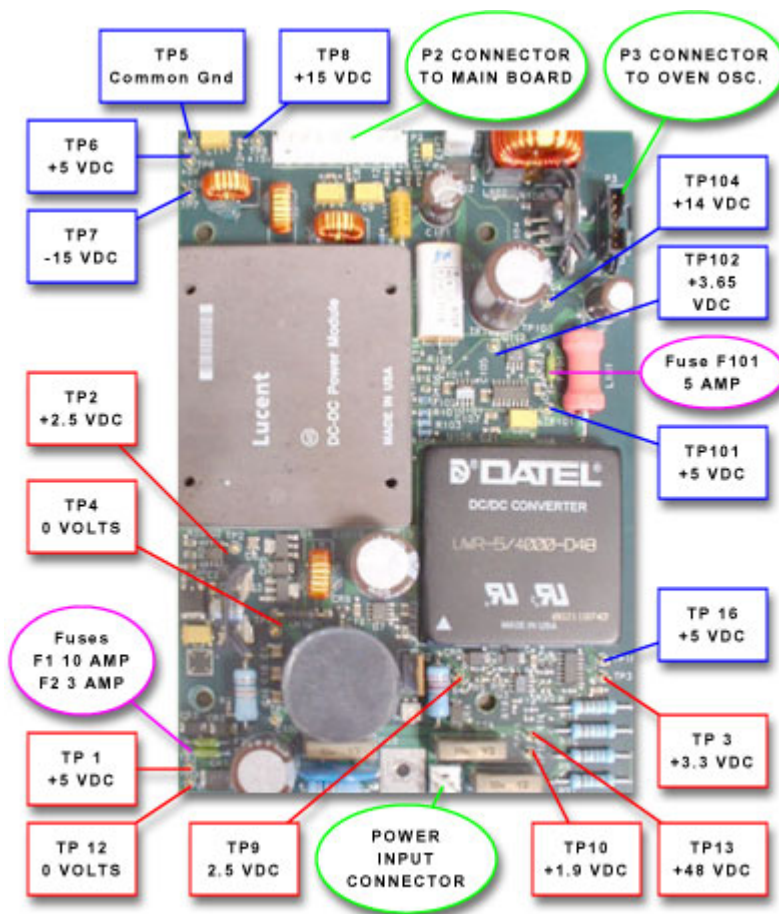 TP5
Common Gnd
TP8
+15 VDC
P2 CONNECTOR
TO MAIN BOARD
P3 CONNECTOR
TO OVEN OSC.
TP6
+5 VDC
TP7
-15 VDC
TP104
+14 VDC
TP102
+3.65
VDC
Fuse F101
5 AMP
TP101
+5 VDC
TP2
+2.5 VDC
TP4
0 VOLTS
Lucent
DC-DC Power Module
MADE IN USA
DATEL
DC/DC CONVERTER
UWR-5/4000-D48
MADE IN USA
Fuses
F1 10 AMP
F2 3 AMP
TP 16
+5 VDC
TP 1
+5 VDC
TP 3
+3.3 VDC
TP 12
0 VOLTS
TP9
2.5 VDC
POWER
INPUT
CONNECTOR
TP10
+1.9 VDC
TP13
+48 VDC
P3
TP2
TP3